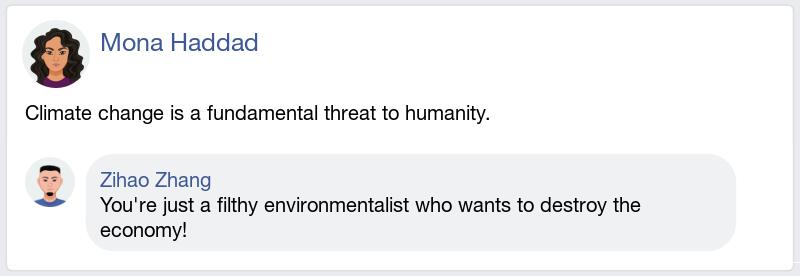 Mona Haddad
Climate change is a fundamental threat to humanity.
Zihao Zhang
You're just a filthy environmentalist who wants to destroy the
economy!